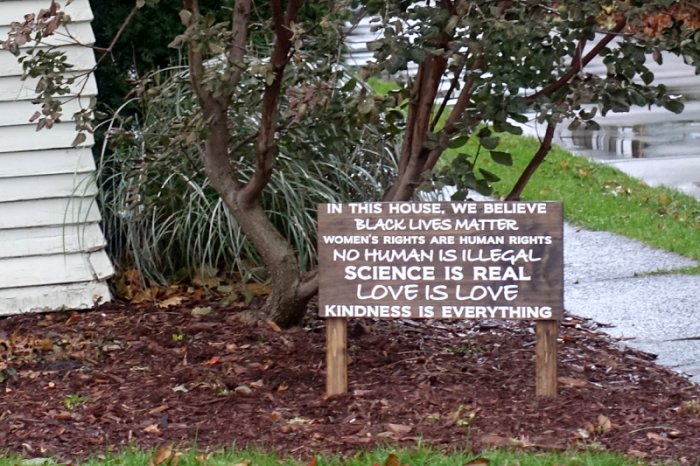 IN THIS HOUSE, WE BELIEVE
BLACK LIVES MATTER
WOMEN'S RIGHTS ARE HUMAN RIGHTS
NO HUMAN IS ILLEGAL
SCIENCE IS REAL
LOVE IS LOVE
KINDNESS IS EVERYTHING